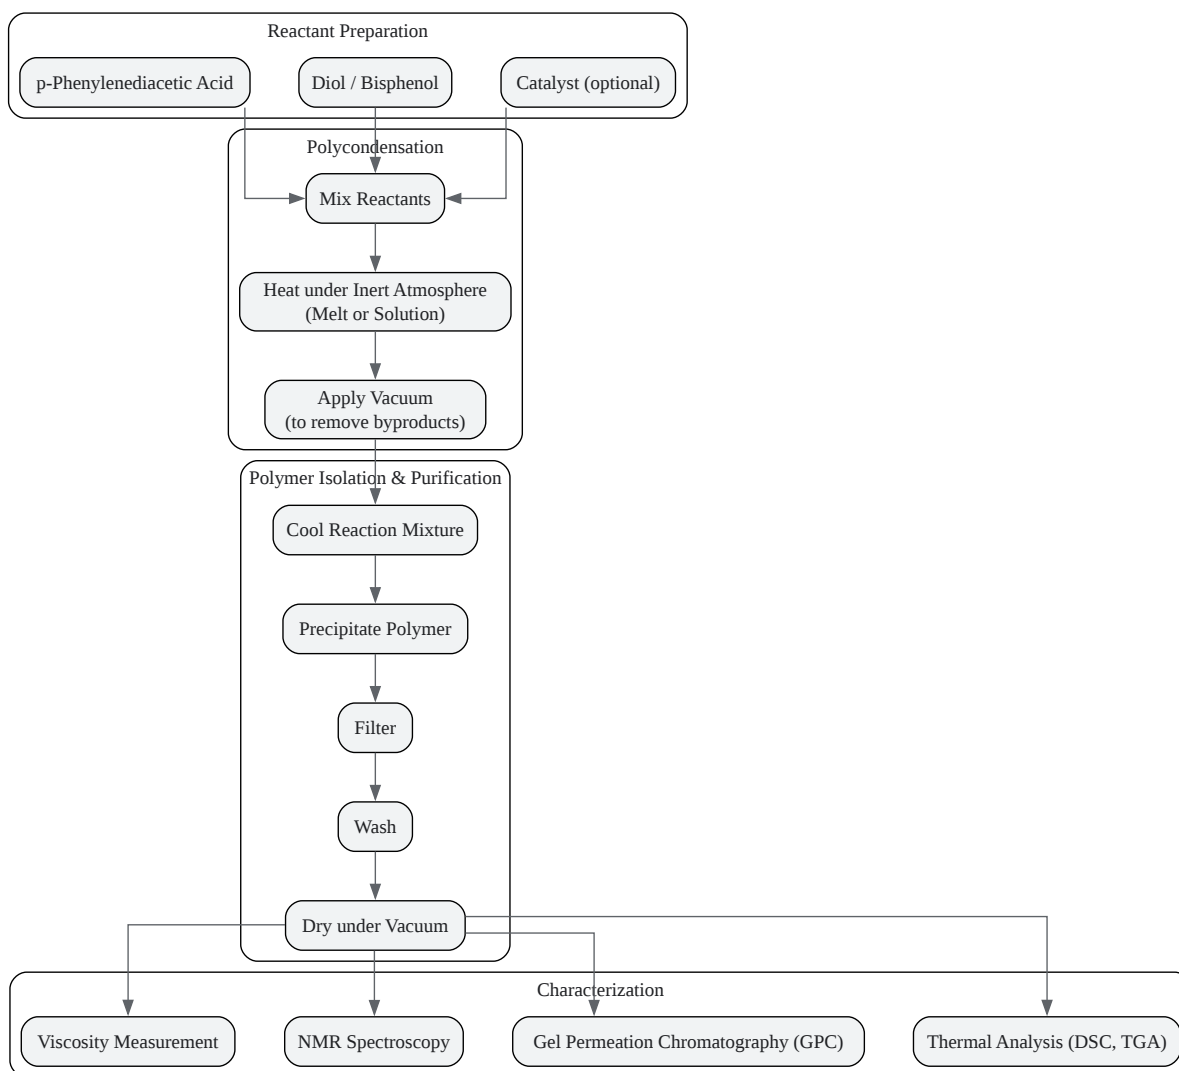 Reactant Preparation
p-Phenylenediacetic Acid
Diol / Bisphenol
Catalyst (optional)
Polycondensation
Mix Reactants
Heat under Inert Atmosphere
(Melt or Solution)
Apply Vacuum
(to remove byproducts)
Polymer Isolation & Purification
Cool Reaction Mixture
Precipitate Polymer
Filter
Wash
Dry under Vacuum
Characterization
Viscosity Measurement
NMR Spectroscopy
Gel Permeation Chromatography (GPC)
Thermal Analysis (DSC, TGA)